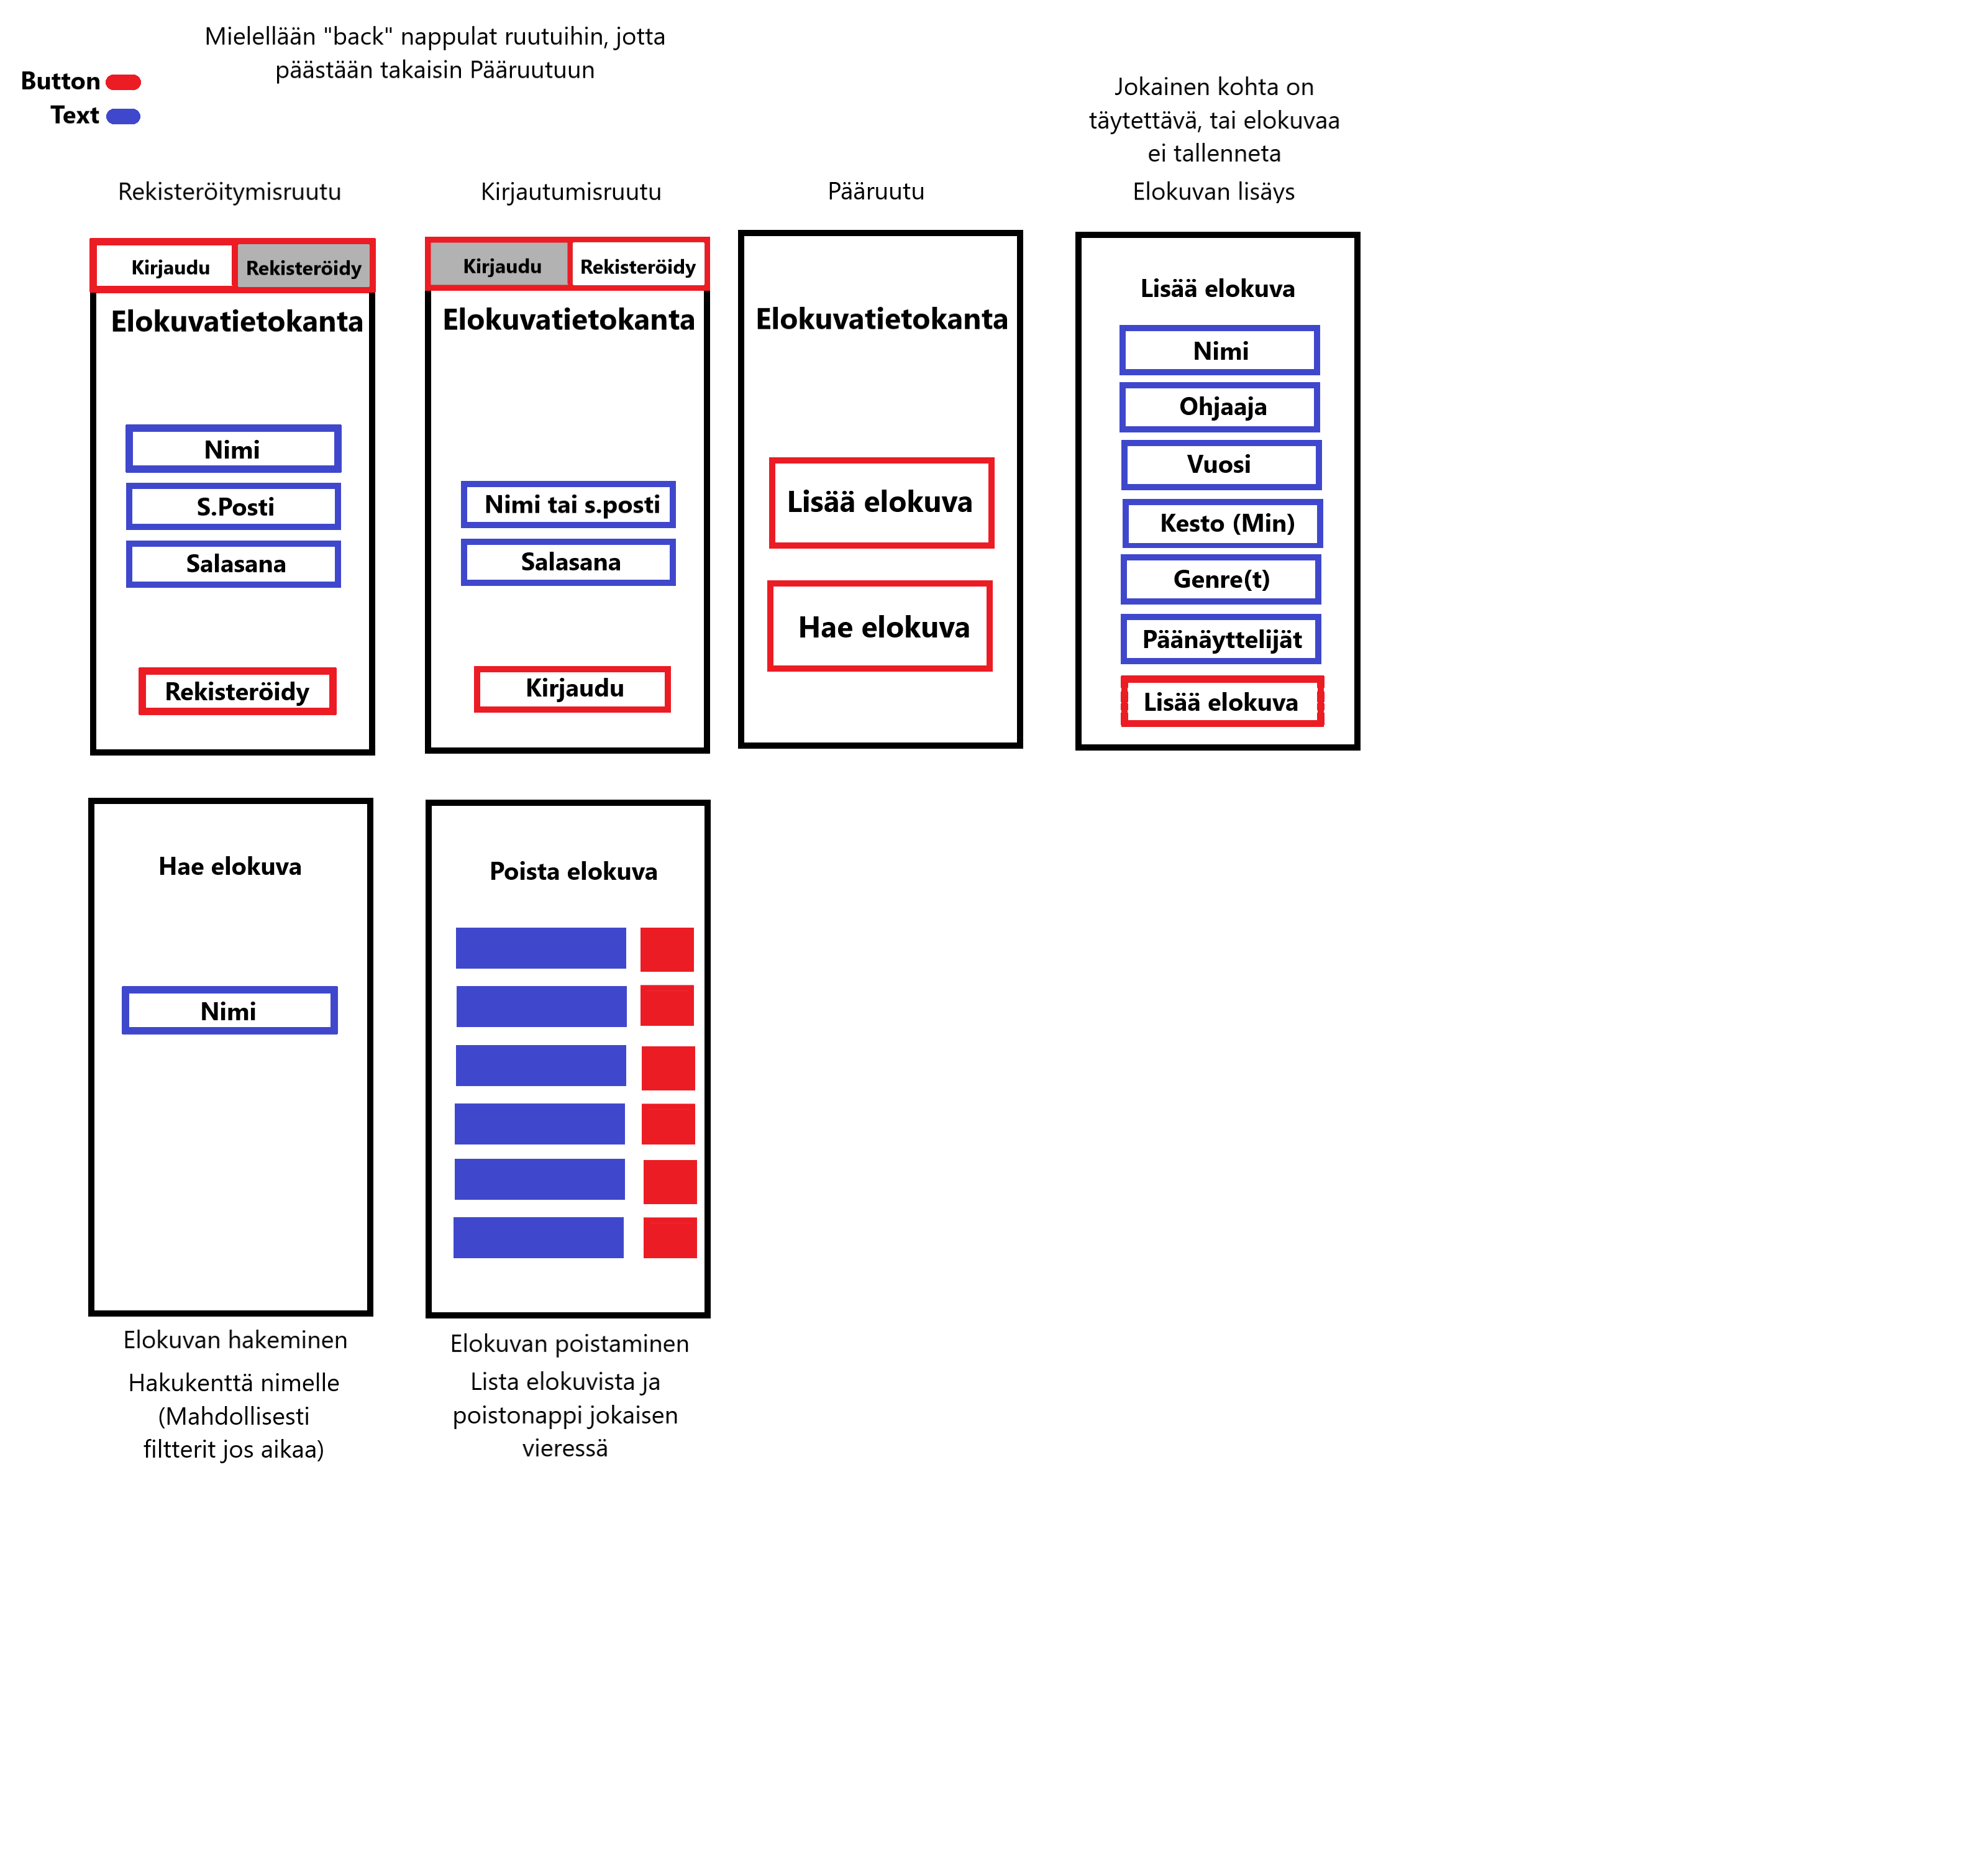 Mielellään "back" nappulat ruutuihin, jotta
päästään takaisin Pääruutuun
Button
Text
Jokainen kohta on
täytettävä, tai elokuvaa
ei tallenneta
Rekisteröitymisruutu
Kirjaudu
Rekisteröidy
Elokuvatietokanta
Nimi
S.Posti
Salasana
Rekisteröidy
Kirjautumisruutu
Kirjaudu
Rekisteröidy
Elokuvatietokanta
Nimi tai s.posti
Salasana
Kirjaudu
Pääruutu
Elokuvatietokanta
Lisää elokuva
Hae elokuva
Elokuvan lisäys
Lisää elokuva
Nimi
Ohjaaja
Vuosi
Kesto (Min)
Genre(t)
Päänäyttelijät
Lisää elokuva
Hae elokuva
Nimi
Elokuvan hakeminen
Hakukenttä nimelle
(Mahdollisesti
filtterit jos aikaa)
Poista elokuva
Elokuvan poistaminen
Lista elokuvista ja
poistonappi jokaisen
vieressä